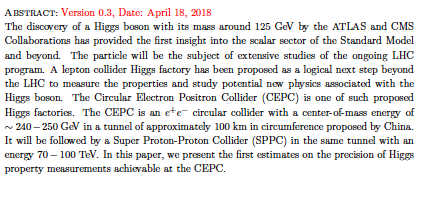 ABSTRACT: Version 0.3, Date: April 18, 2018
The discovery of a Higgs boson with its mass around 125 GeV by the ATLAS and CMS
Collaborations has provided the first insight into the scalar sector of the Standard Model
and beyond. The particle will be the subject of extensive studies of the ongoing LHC
program. A lepton collider Higgs factory has been proposed as a logical next step beyond
the LHC to measure the properties and study potential new physics associated with the
Higgs boson. The Circular Electron Positron Collider (CEPC) is one of such proposed
Higgs factories. The CEPC is an e⁺e⁻ circular collider with a center-of-mass energy of
∼ 240 – 250 GeV in a tunnel of approximately 100 km in circumference proposed by China.
It will be followed by a Super Proton-Proton Collider (SPPC) in the same tunnel with an
energy 70 – 100 TeV. In this paper, we present the first estimates on the precision of Higgs
property measurements achievable at the CEPC.